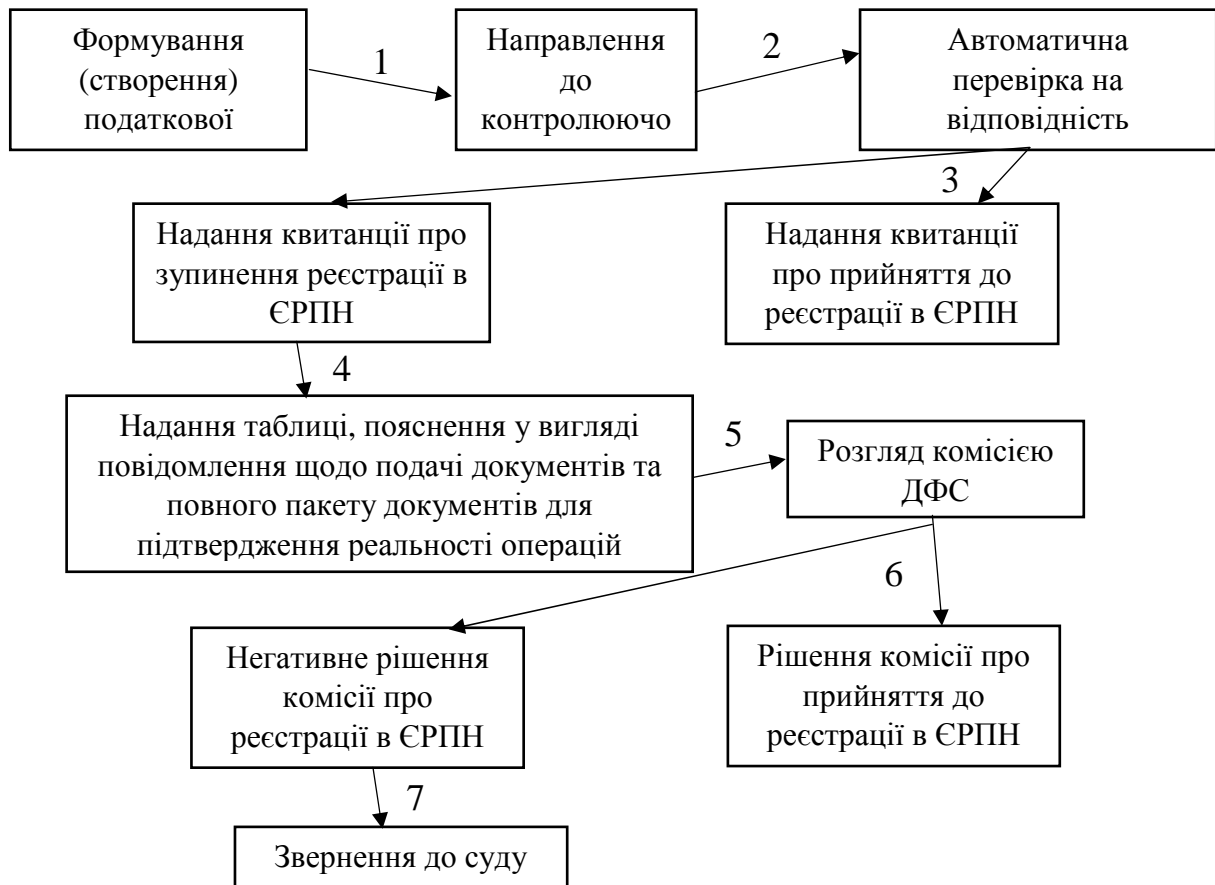 Формування
(створення)
податкової
1
Направлення
до
контролюючо
2
Автоматична
перевірка на
відповідність
3
Надання квитанції про
зупинення реєстрації в
ЄРПН
Надання квитанції
про прийняття до
реєстрації в ЄРПН
4
Надання таблиці, пояснення у вигляді
повідомлення щодо подачі документів та
повного пакету документів для
підтвердження реальності операцій
5
Розгляд комісією
ДФС
6
Негативне рішення
комісії про
реєстрації в ЄРПН
Рішення комісії про
прийняття до
реєстрації в ЄРПН
7
Звернення до суду